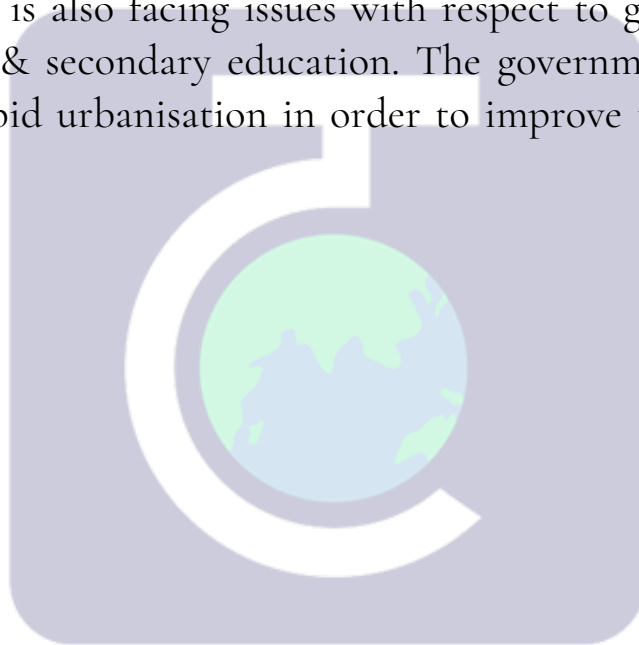 is also facing issues with respect to
& secondary education. The
urbanisation in order to improve